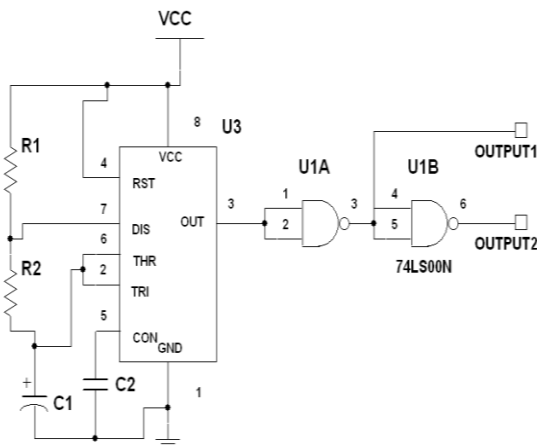 VCC
8
U3
R1
VCC
4
RST
U1A
U1B
OUTPUT1
7
DIS
OUT
3
1
2
3
4
5
6
OUTPUT2
6
THR
R2
2
TRI
74LS00N
5
CON
GND
+
C1
C2
1